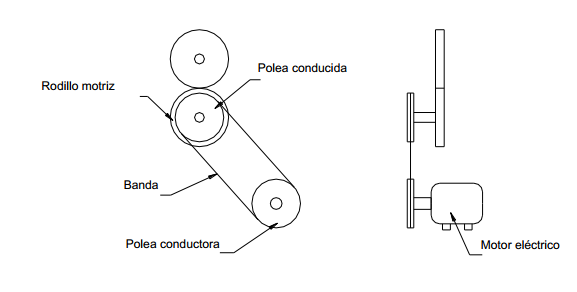 Polea conducida
Rodillo motriz
Banda
Polea conductora
Motor eléctrico